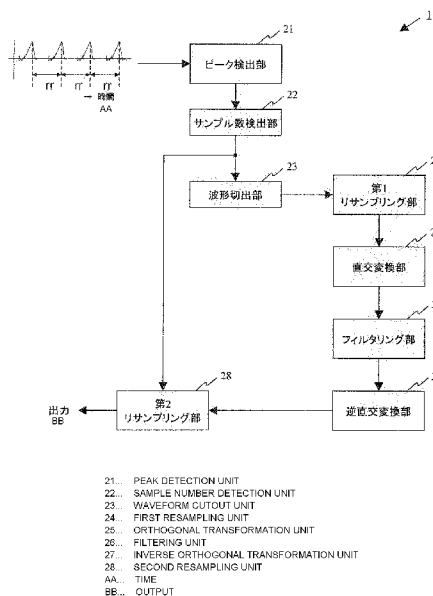 1
21
ピーク検出部
rr rr rr
→ 時間
AA
22
サンプル数検出部
23
波形切出部
2
第1
リサンプリング部
2
直交変換部
フィルタリング部
逆直交変換部
28
第2
リサンプリング部
出力
BB
21... PEAK DETECTION UNIT
22... SAMPLE NUMBER DETECTION UNIT
23... WAVEFORM CUTOUT UNIT
24... FIRST RESAMPLING UNIT
25... ORTHOGONAL TRANSFORMATION UNIT
26... FILTERING UNIT
27... INVERSE ORTHOGONAL TRANSFORMATION UNIT
28... SECOND RESAMPLING UNIT
AA... TIME
BB... OUTPUT